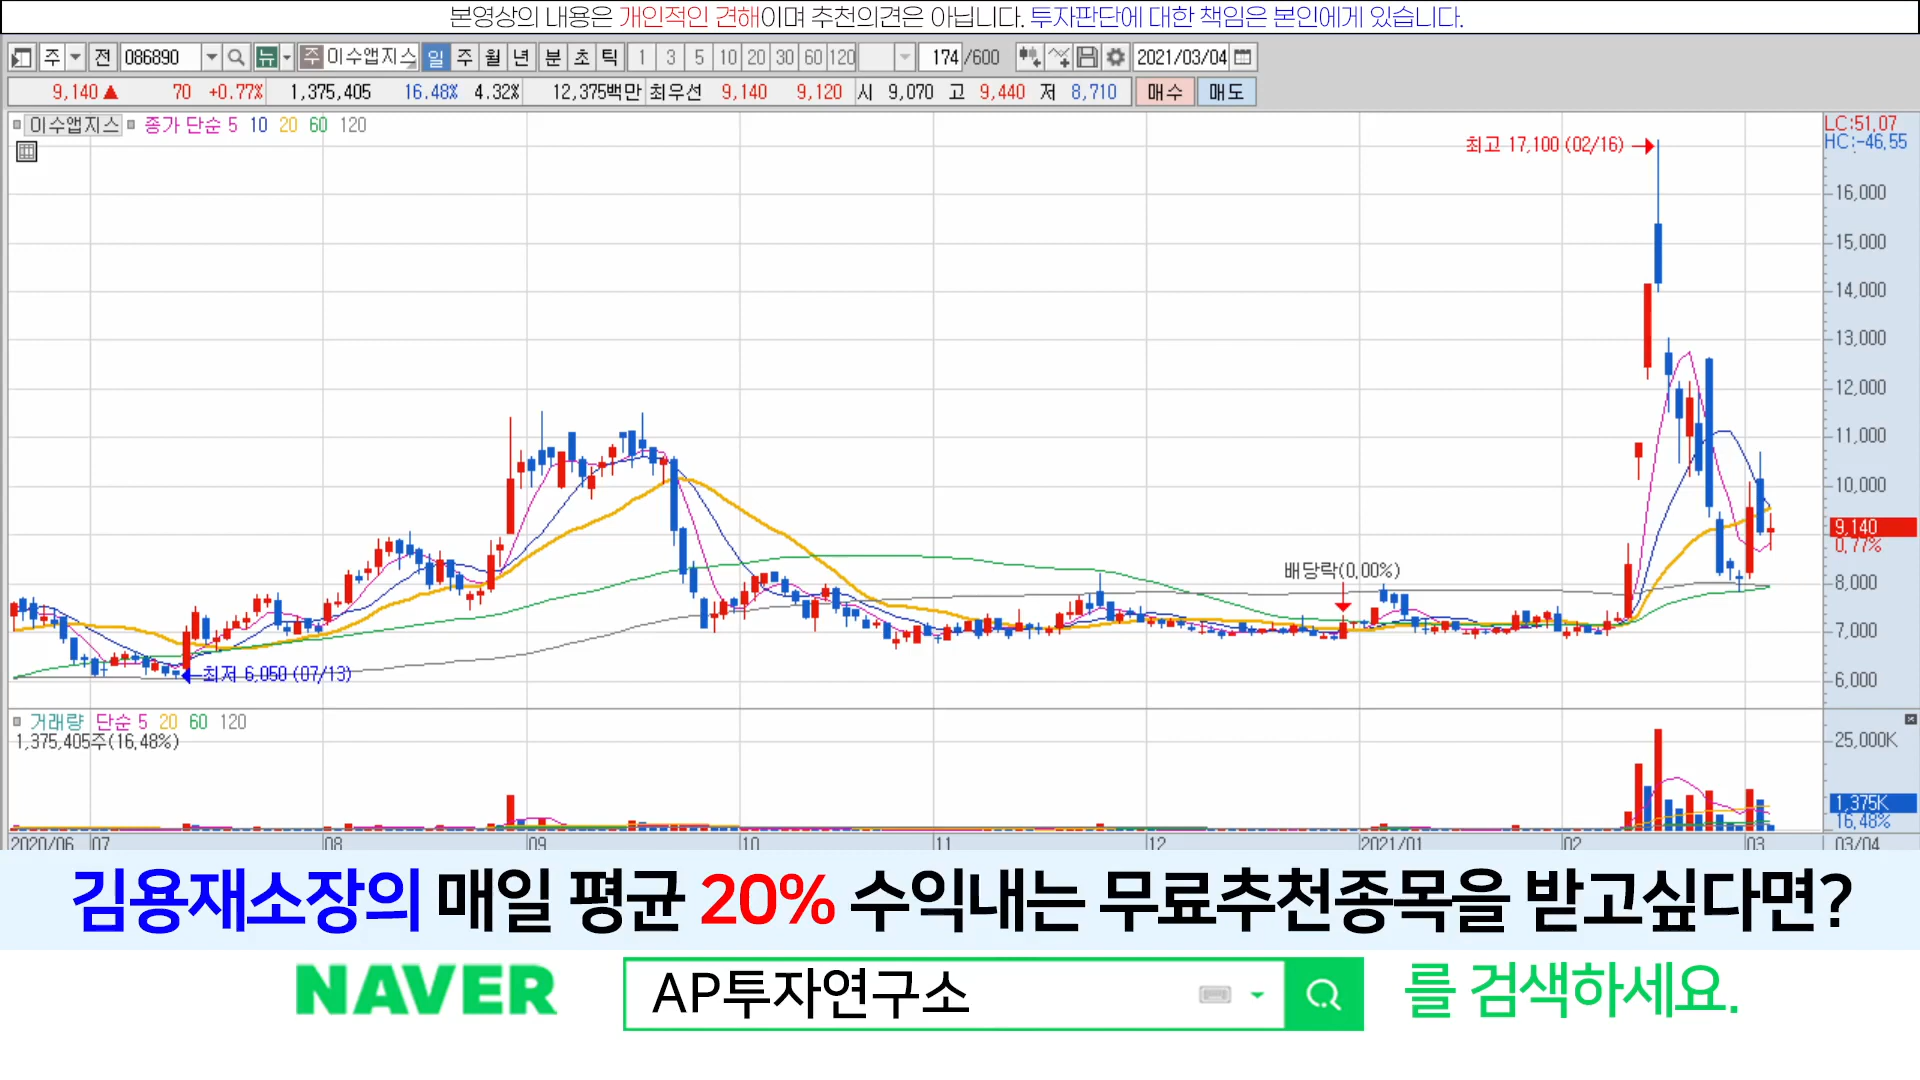 본영상의 내용은 개인적인 견해이며 추천의견은 아닙니다. 투자판단에 대한 책임은 본인에게 있습니다.
주 전 086890 뉴 주 이수앱지스 일 주 월 년 분 초 틱 1 3 5 10 20 30 60 120 174 /600 2021/03/04
9,140 ▲ 70 +0.77% 1,375,405 16.48% 4.32% 12,375백만 최우선 9,140 9,120 시 9,070 고 9,440 저 8,710 매수 매도
이수앱지스 종가 단순 5 10 20 60 120
LC:51.07
HC:-46.55
최고 17,100 (02/16)
16,000
15,000
14,000
13,000
12,000
11,000
10,000
9,140
0.77%
배당락(0.00%)
8,000
7,000
최저 6,050 (07/13)
6,000
거래량 단순 5 20 60 120
1,375,405주(16.48%)
25,000K
1,375K
16.48%
2020/06 07 08 09 10 11 12 2021/01 02 03 03/04
김용재소장의 매일 평균 20% 수익내는 무료추천종목을 받고싶다면?
NAVER AP투자연구소 를 검색하세요.